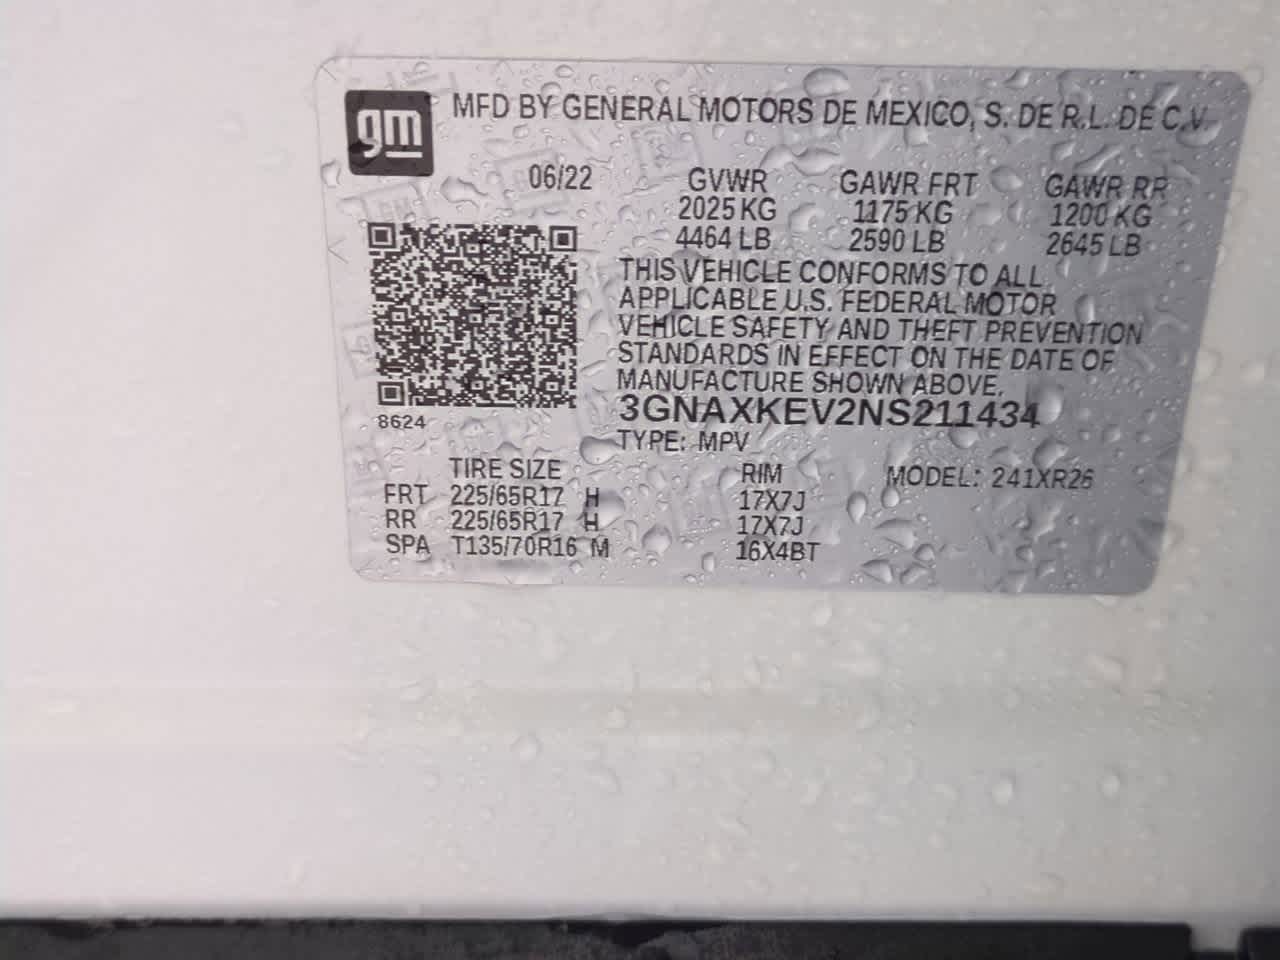 gm
MFD BY GENERAL MOTORS DE MEXICO, S. DE R.L. DE C.V.
06/22 GVWR GAWR FRT GAWR RR
2025 KG 1175 KG 1200 KG
4464 LB 2590 LB 2645 LB
THIS VEHICLE CONFORMS TO ALL
APPLICABLE U.S. FEDERAL MOTOR
VEHICLE SAFETY AND THEFT PREVENTION
STANDARDS IN EFFECT ON THE DATE OF
MANUFACTURE SHOWN ABOVE.
3GNAXKEV2NS211434
8624
TYPE: MPV
TIRE SIZE RIM MODEL: 241XR26
FRT 225/65R17 H 17X7J
RR 225/65R17 H 17X7J
SPA T135/70R16 M 16X4BT